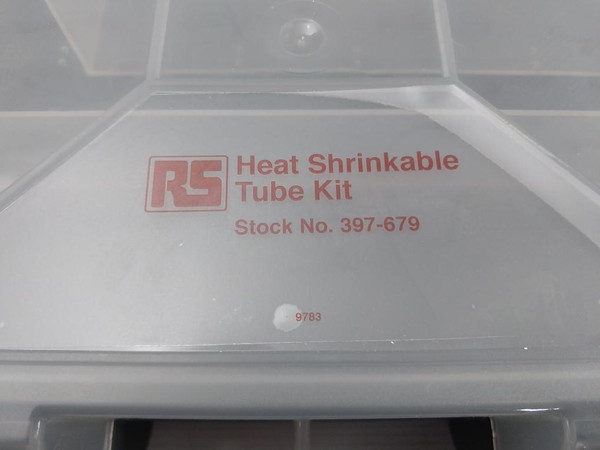 RS
Heat Shrinkable
Tube Kit
Stock No. 397-679
9783